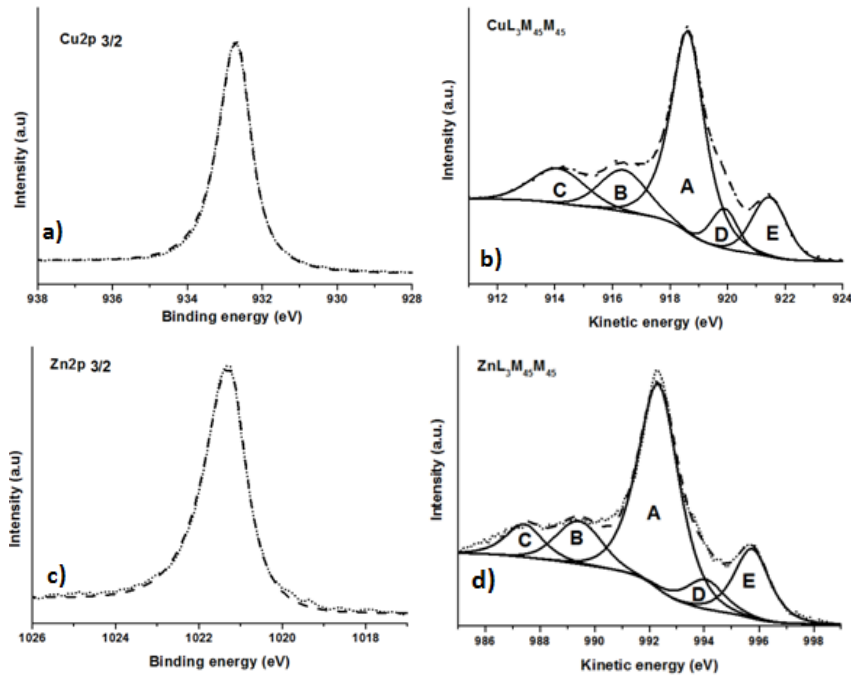 Cu2p 3/2
Intensity (a.u)
a)
938 936 934 932 930 928
Binding energy (eV)
CuL₃M₄₅M₄₅
Intensity (a.u.)
C B A D E
b)
912 914 916 918 920 922 924
Kinetic energy (eV)
Zn2p 3/2
Intensity (a.u)
c)
1026 1024 1022 1020 1018
Binding energy (eV)
ZnL₃M₄₅M₄₅
Intensity (a.u.)
C B A D E
d)
986 988 990 992 994 996 998
Kinetic energy (eV)